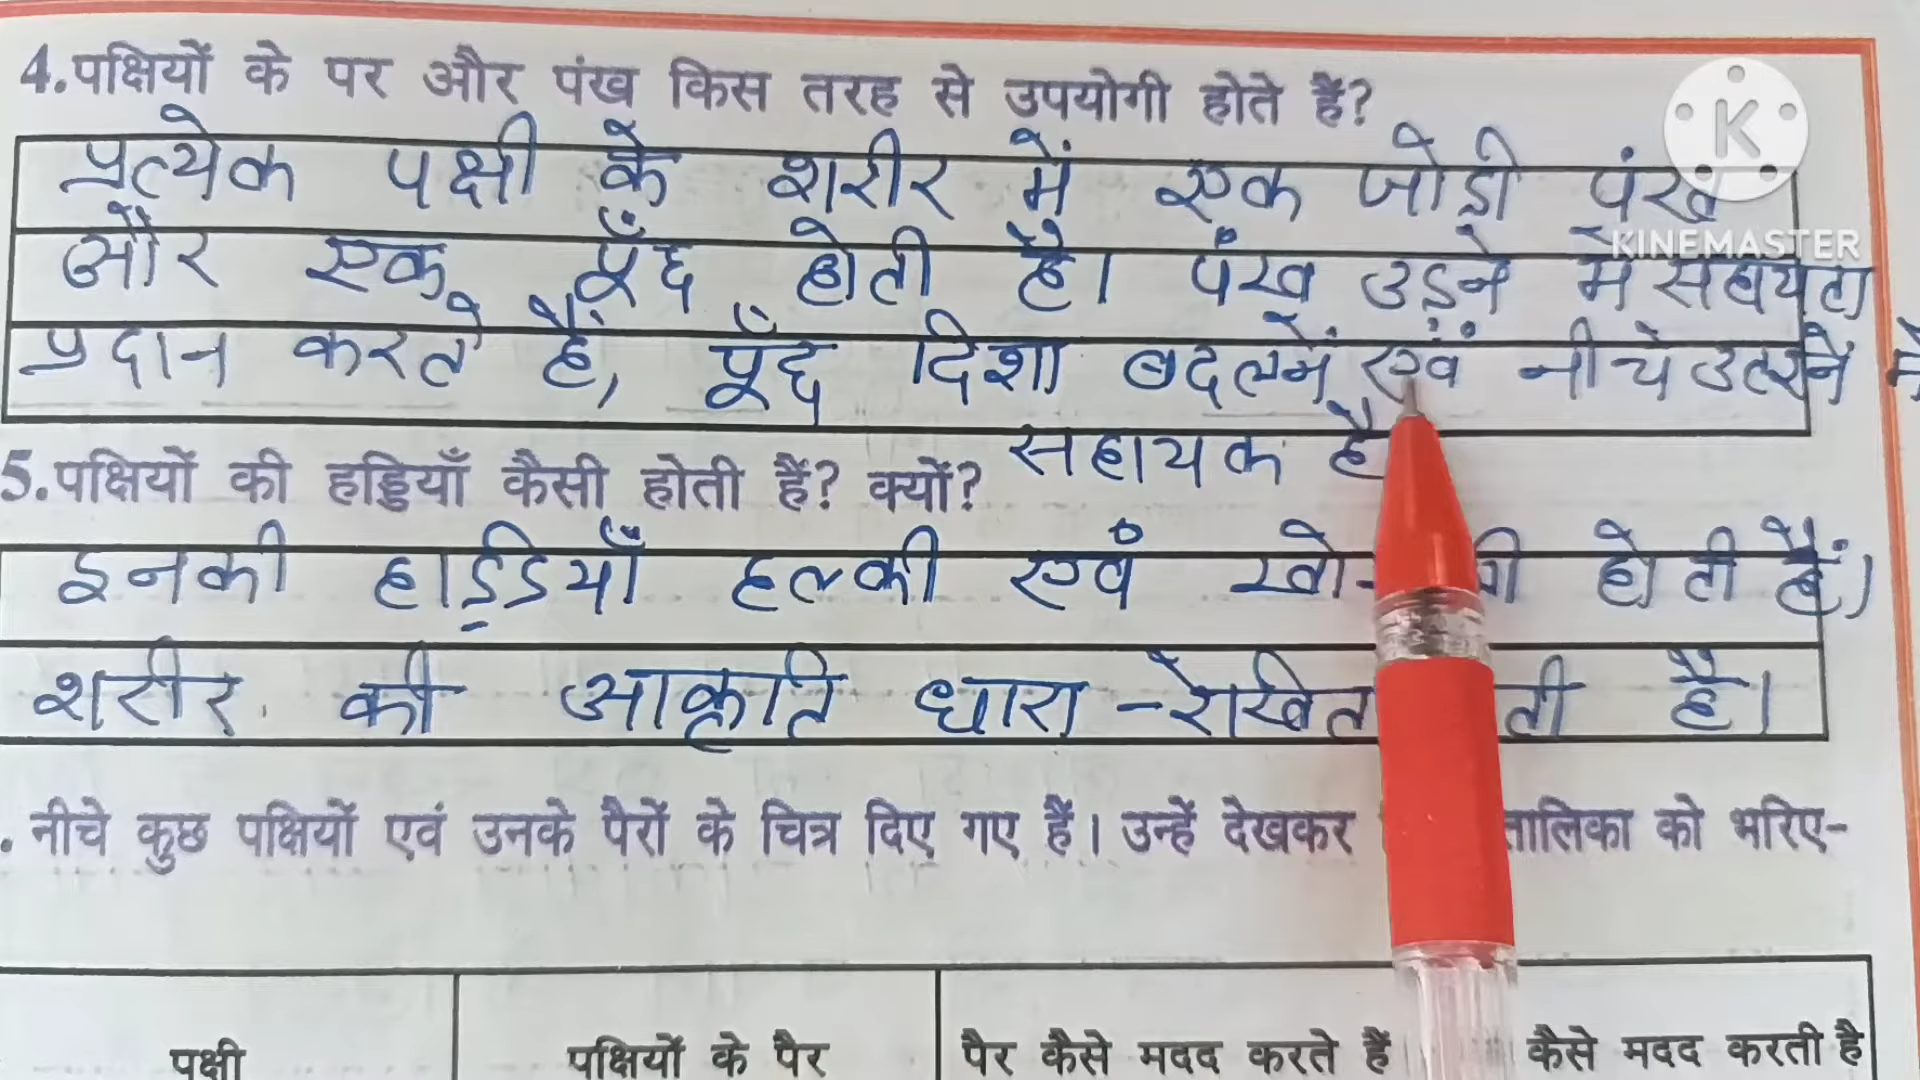 4.पक्षियों के पर और पंख किस तरह से उपयोगी होते हैं?
प्रत्येक पक्षी के शरीर में एक जोड़ी पंख
KINEMASTER
और एक पूँछ होती है। पंख उड़ने में सहायता
प्रदान करते हैं, पूँछ दिशा बदलनें एवं नीचे उतरने में
सहायक है
5.पक्षियों की हड्डियाँ कैसी होती हैं? क्यों?
इनकी हाड़्डियाँ हल्की एवं होती हैं।
शरीर की आकृति धारा-रेखित है।
. नीचे कुछ पक्षियों एवं उनके पैरों के चित्र दिए गए हैं। उन्हें देखकर तालिका को भरिए-
पक्षी पक्षियों के पैर पैर कैसे मदद करते हैं कैसे मदद करती है